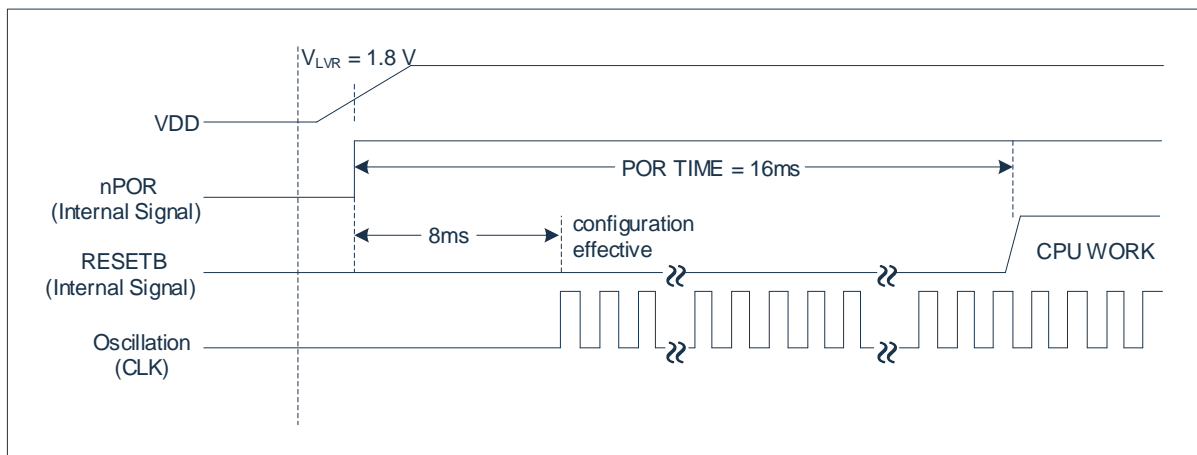 V_LVR = 1.8 V
VDD
POR TIME = 16ms
nPOR
(Internal Signal)
8ms
configuration
effective
RESETB
(Internal Signal)
CPU WORK
Oscillation
(CLK)